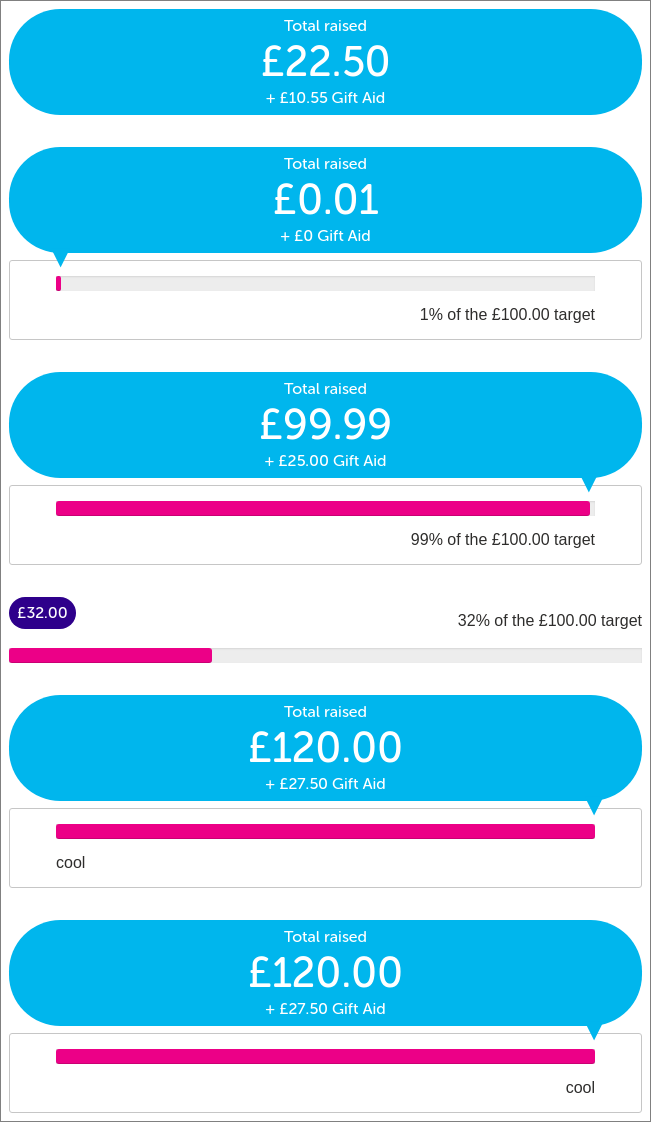 Total raised
£22.50
+ £10.55 Gift Aid
Total raised
£0.01
+ £0 Gift Aid
1% of the £100.00 target
Total raised
£99.99
+ £25.00 Gift Aid
99% of the £100.00 target
£32.00
32% of the £100.00 target
Total raised
£120.00
+ £27.50 Gift Aid
cool
Total raised
£120.00
+ £27.50 Gift Aid
cool